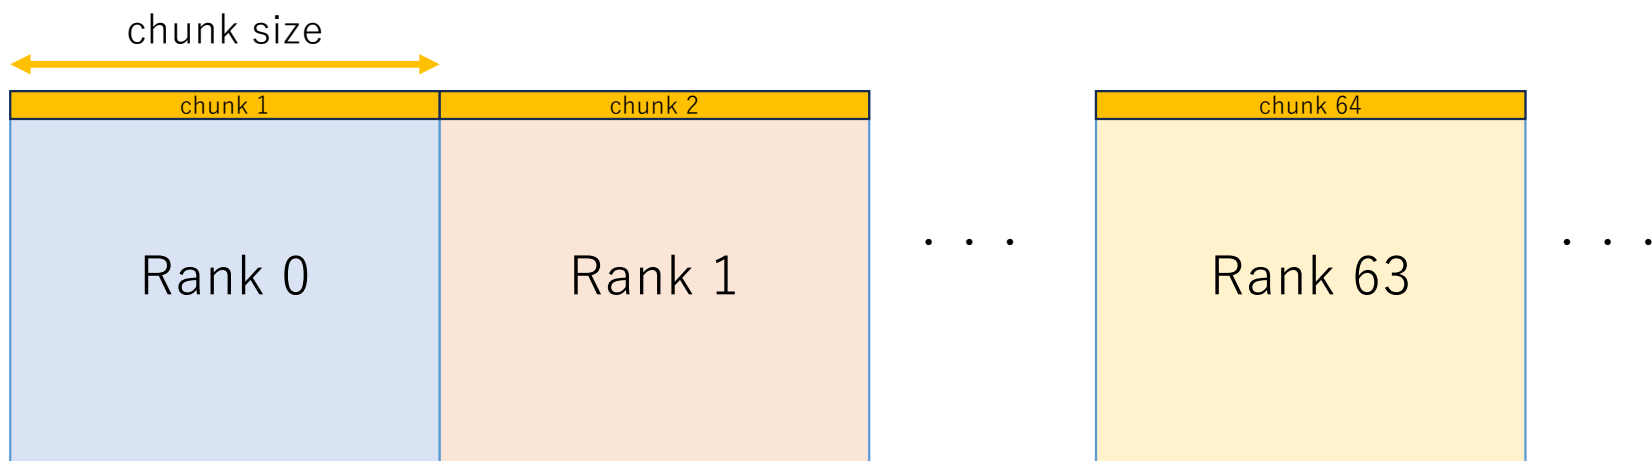 chunk size
chunk 1
chunk 2
chunk 64
Rank 0
Rank 1
. . .
Rank 63
. . .